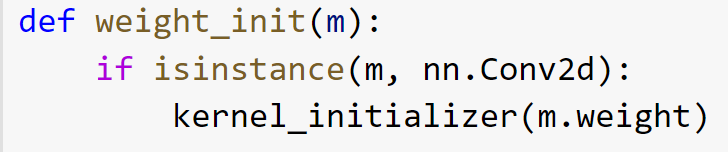 def weight_init(m):
    if isinstance(m, nn.Conv2d):
        kernel_initializer(m.weight)